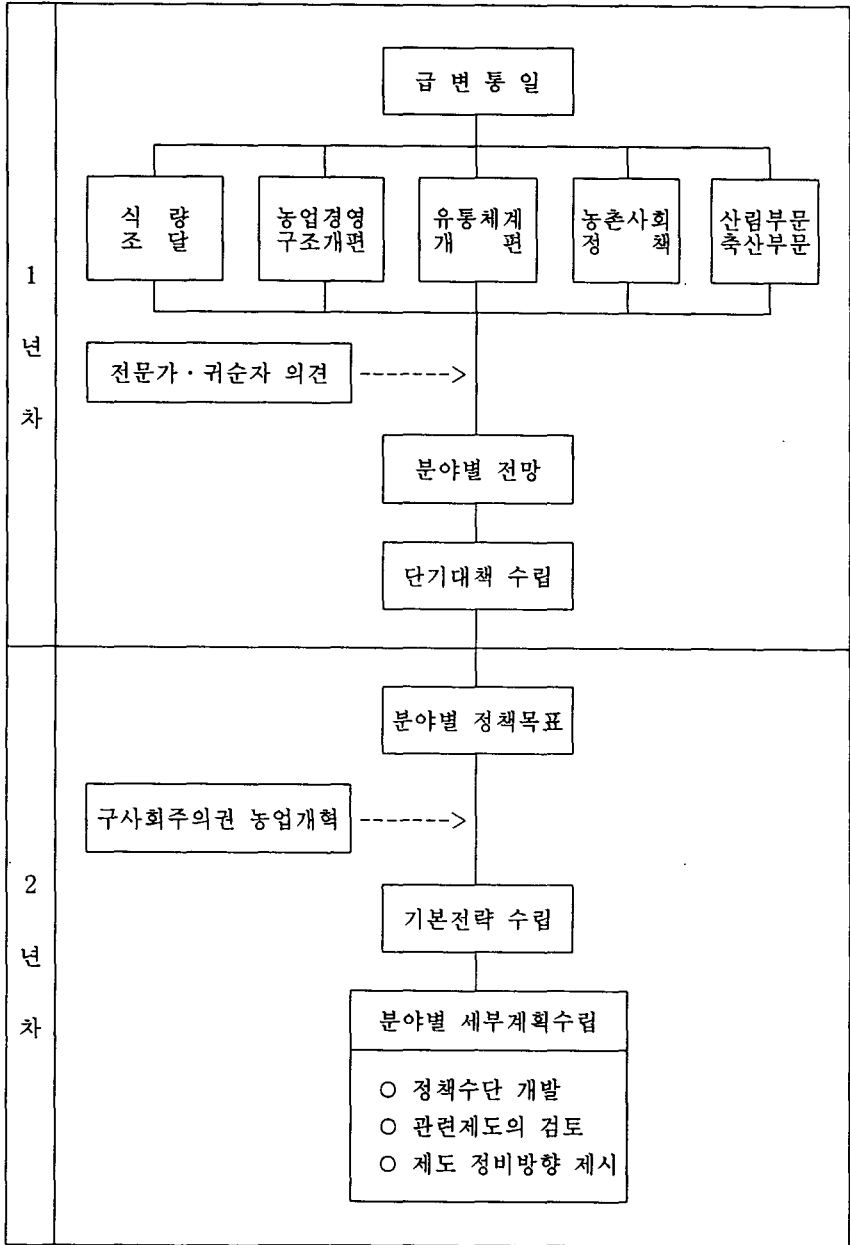 급 변 통 일
식 량
조 달
농업경영
구조개편
유통체계
개 편
농촌사회
정 책
산림부문
축산부문
1
년
차
전문가 · 귀순자 의견
------->
분야별 전망
단기대책 수립
분야별 정책목표
구사회주의권 농업개혁
------->
2
년
차
기본전략 수립
분야별 세부계획수립
○ 정책수단 개발
○ 관련제도의 검토
○ 제도 정비방향 제시